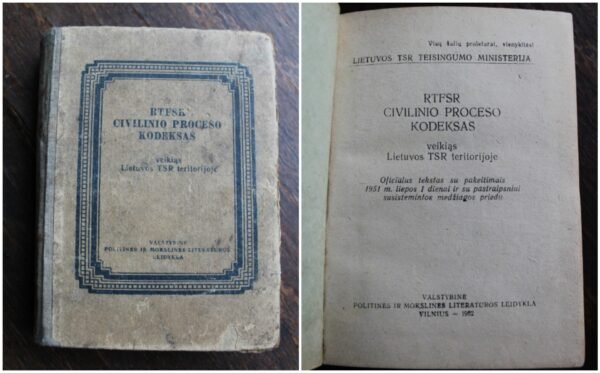 RTFSR
CIVILINIO PROCESO
KODEKSAS
veikiąs
Lietuvos TSR teritorijoje
VALSTYBINĖ
POLITINĖS IR MOKSLINĖS LITERATŪROS
LEIDYKLA
Visų šalių proletarai, vienykitės!
LIETUVOS TSR TEISINGUMO MINISTERIJA
RTFSR
CIVILINIO PROCESO
KODEKSAS
veikiąs
Lietuvos TSR teritorijoje
Oficialus tekstas su pakeitimais
1951 m. liepos 1 dienai ir su pastraipsniui
susistemintos medžiagos priedu
VALSTYBINĖ
POLITINĖS IR MOKSLINĖS LITERATŪROS LEIDYKLA
VILNIUS — 1952